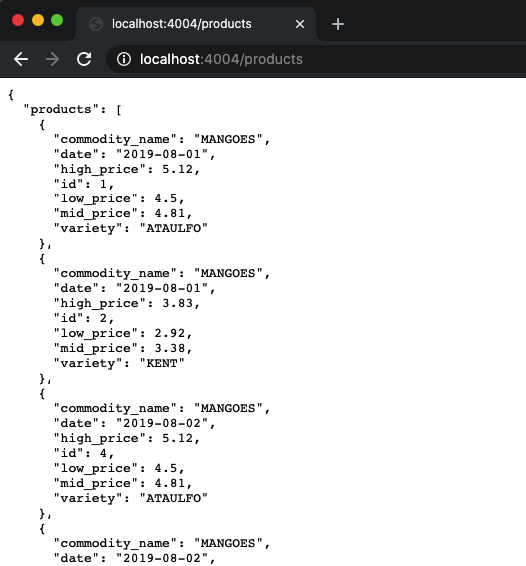 localhost:4004/products
localhost:4004/products
{
  "products": [
    {
      "commodity_name": "MANGOES",
      "date": "2019-08-01",
      "high_price": 5.12,
      "id": 1,
      "low_price": 4.5,
      "mid_price": 4.81,
      "variety": "ATAULFO"
    },
    {
      "commodity_name": "MANGOES",
      "date": "2019-08-01",
      "high_price": 3.83,
      "id": 2,
      "low_price": 2.92,
      "mid_price": 3.38,
      "variety": "KENT"
    },
    {
      "commodity_name": "MANGOES",
      "date": "2019-08-02",
      "high_price": 5.12,
      "id": 4,
      "low_price": 4.5,
      "mid_price": 4.81,
      "variety": "ATAULFO"
    },
    {
      "commodity_name": "MANGOES",
      "date": "2019-08-02",